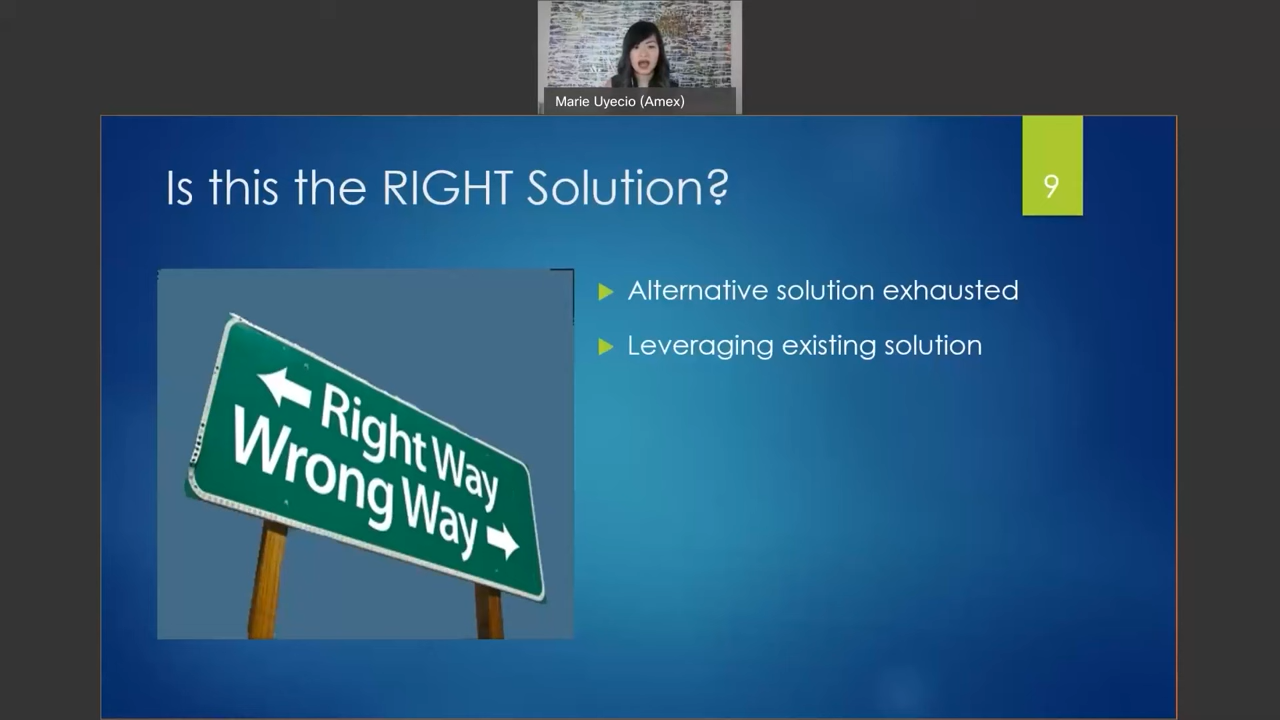 Marie Uyecio (Amex)
Is this the RIGHT Solution?
9
Alternative solution exhausted
Leveraging existing solution
Right Way
Wrong Way